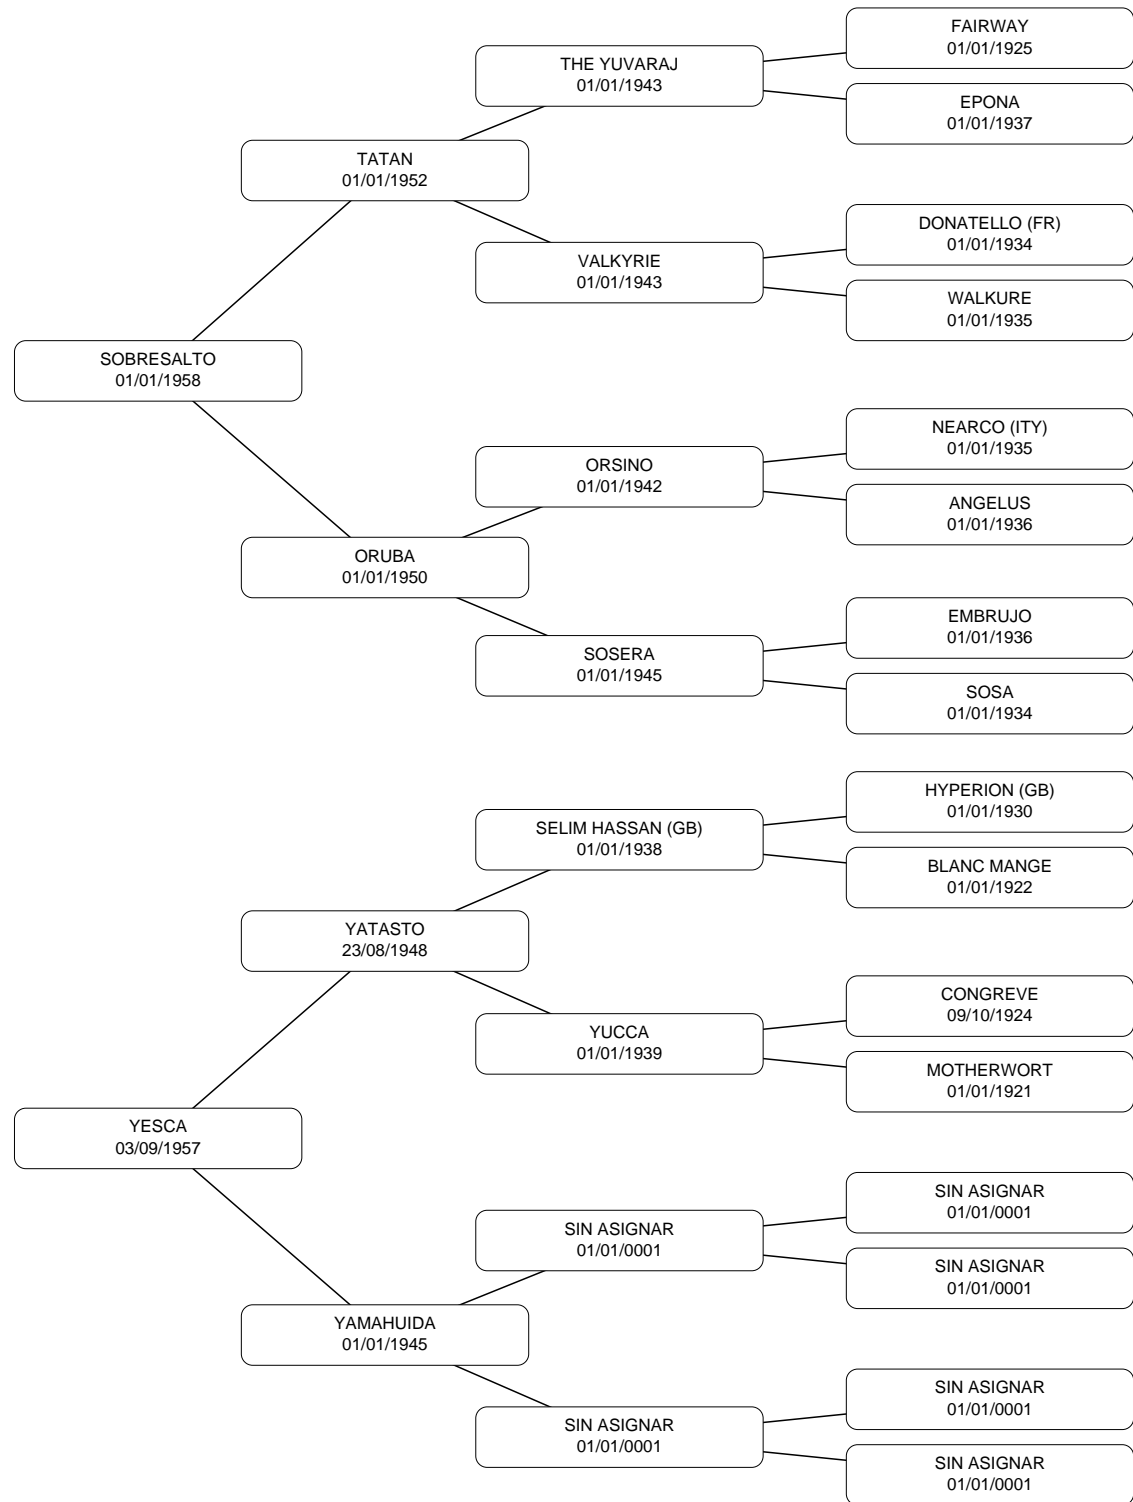 FAIRWAY
01/01/1925
THE YUVARAJ
01/01/1943
EPONA
01/01/1937
TATAN
01/01/1952
DONATELLO (FR)
01/01/1934
VALKYRIE
01/01/1943
WALKURE
01/01/1935
SOBRESALTO
01/01/1958
NEARCO (ITY)
01/01/1935
ORSINO
01/01/1942
ANGELUS
01/01/1936
ORUBA
01/01/1950
EMBRUJO
01/01/1936
SOSERA
01/01/1945
SOSA
01/01/1934
HYPERION (GB)
01/01/1930
SELIM HASSAN (GB)
01/01/1938
BLANC MANGE
01/01/1922
YATASTO
23/08/1948
CONGREVE
09/10/1924
YUCCA
01/01/1939
MOTHERWORT
01/01/1921
YESCA
03/09/1957
SIN ASIGNAR
01/01/0001
SIN ASIGNAR
01/01/0001
SIN ASIGNAR
01/01/0001
YAMAHUIDA
01/01/1945
SIN ASIGNAR
01/01/0001
SIN ASIGNAR
01/01/0001
SIN ASIGNAR
01/01/0001